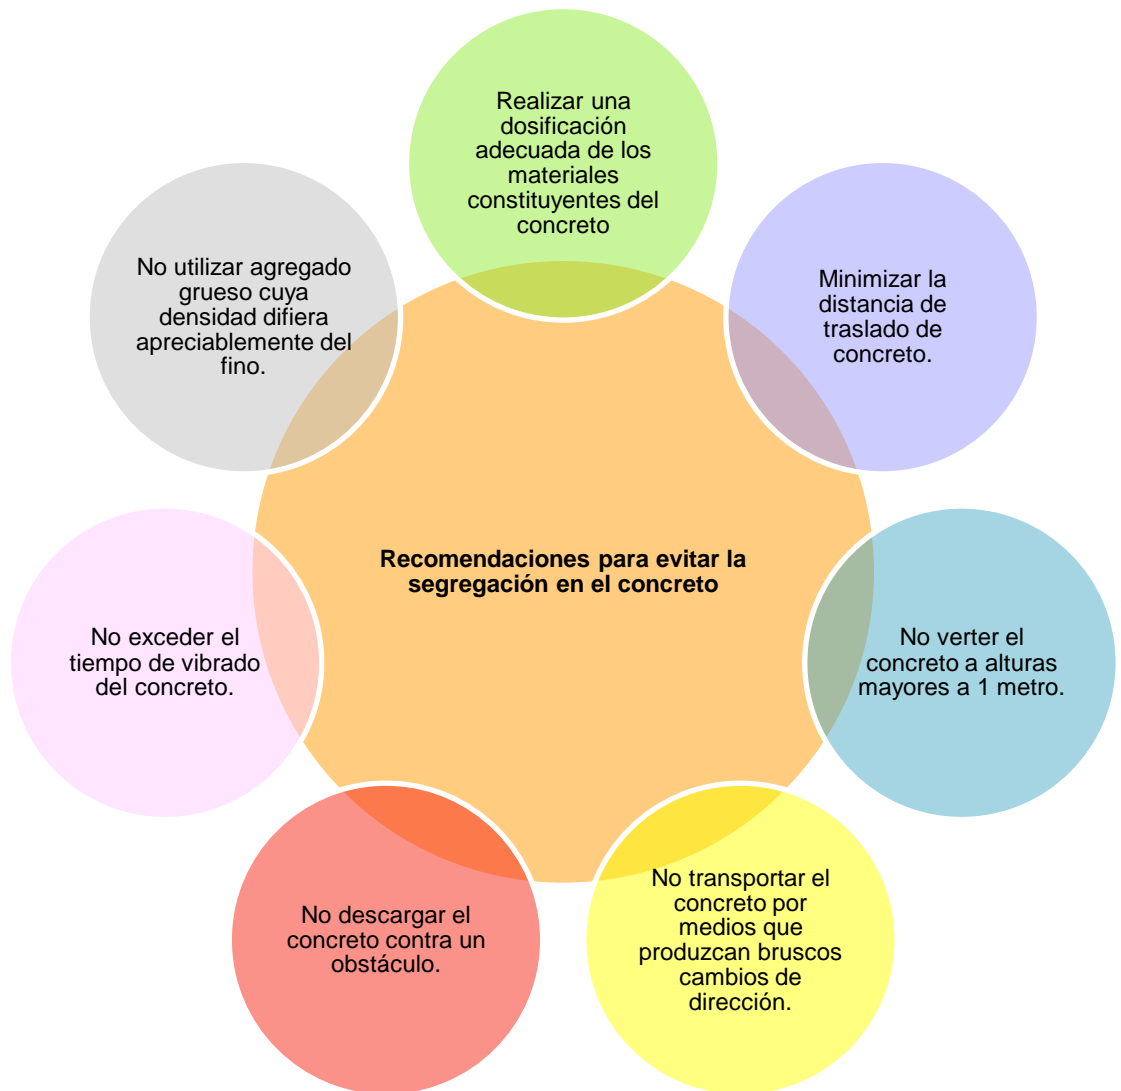 Realizar una
dosificación
adecuada de los
materiales
constituyentes del
concreto
Minimizar la
distancia de
traslado de
concreto.
No verter el
concreto a alturas
mayores a 1 metro.
No transportar el
concreto por
medios que
produzcan bruscos
cambios de
dirección.
No descargar el
concreto contra un
obstáculo.
No exceder el
tiempo de vibrado
del concreto.
No utilizar agregado
grueso cuya
densidad difiera
apreciablemente del
fino.
Recomendaciones para evitar la
segregación en el concreto